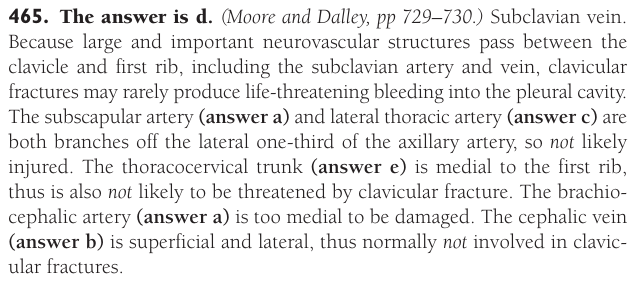 465. The answer is d. (Moore and Dalley, pp 729–730.) Subclavian vein.
Because large and important neurovascular structures pass between the
clavicle and first rib, including the subclavian artery and vein, clavicular
fractures may rarely produce life-threatening bleeding into the pleural cavity.
The subscapular artery (answer a) and lateral thoracic artery (answer c) are
both branches off the lateral one-third of the axillary artery, so not likely
injured. The thoracocervical trunk (answer e) is medial to the first rib,
thus is also not likely to be threatened by clavicular fracture. The brachio-
cephalic artery (answer a) is too medial to be damaged. The cephalic vein
(answer b) is superficial and lateral, thus normally not involved in clavic-
ular fractures.